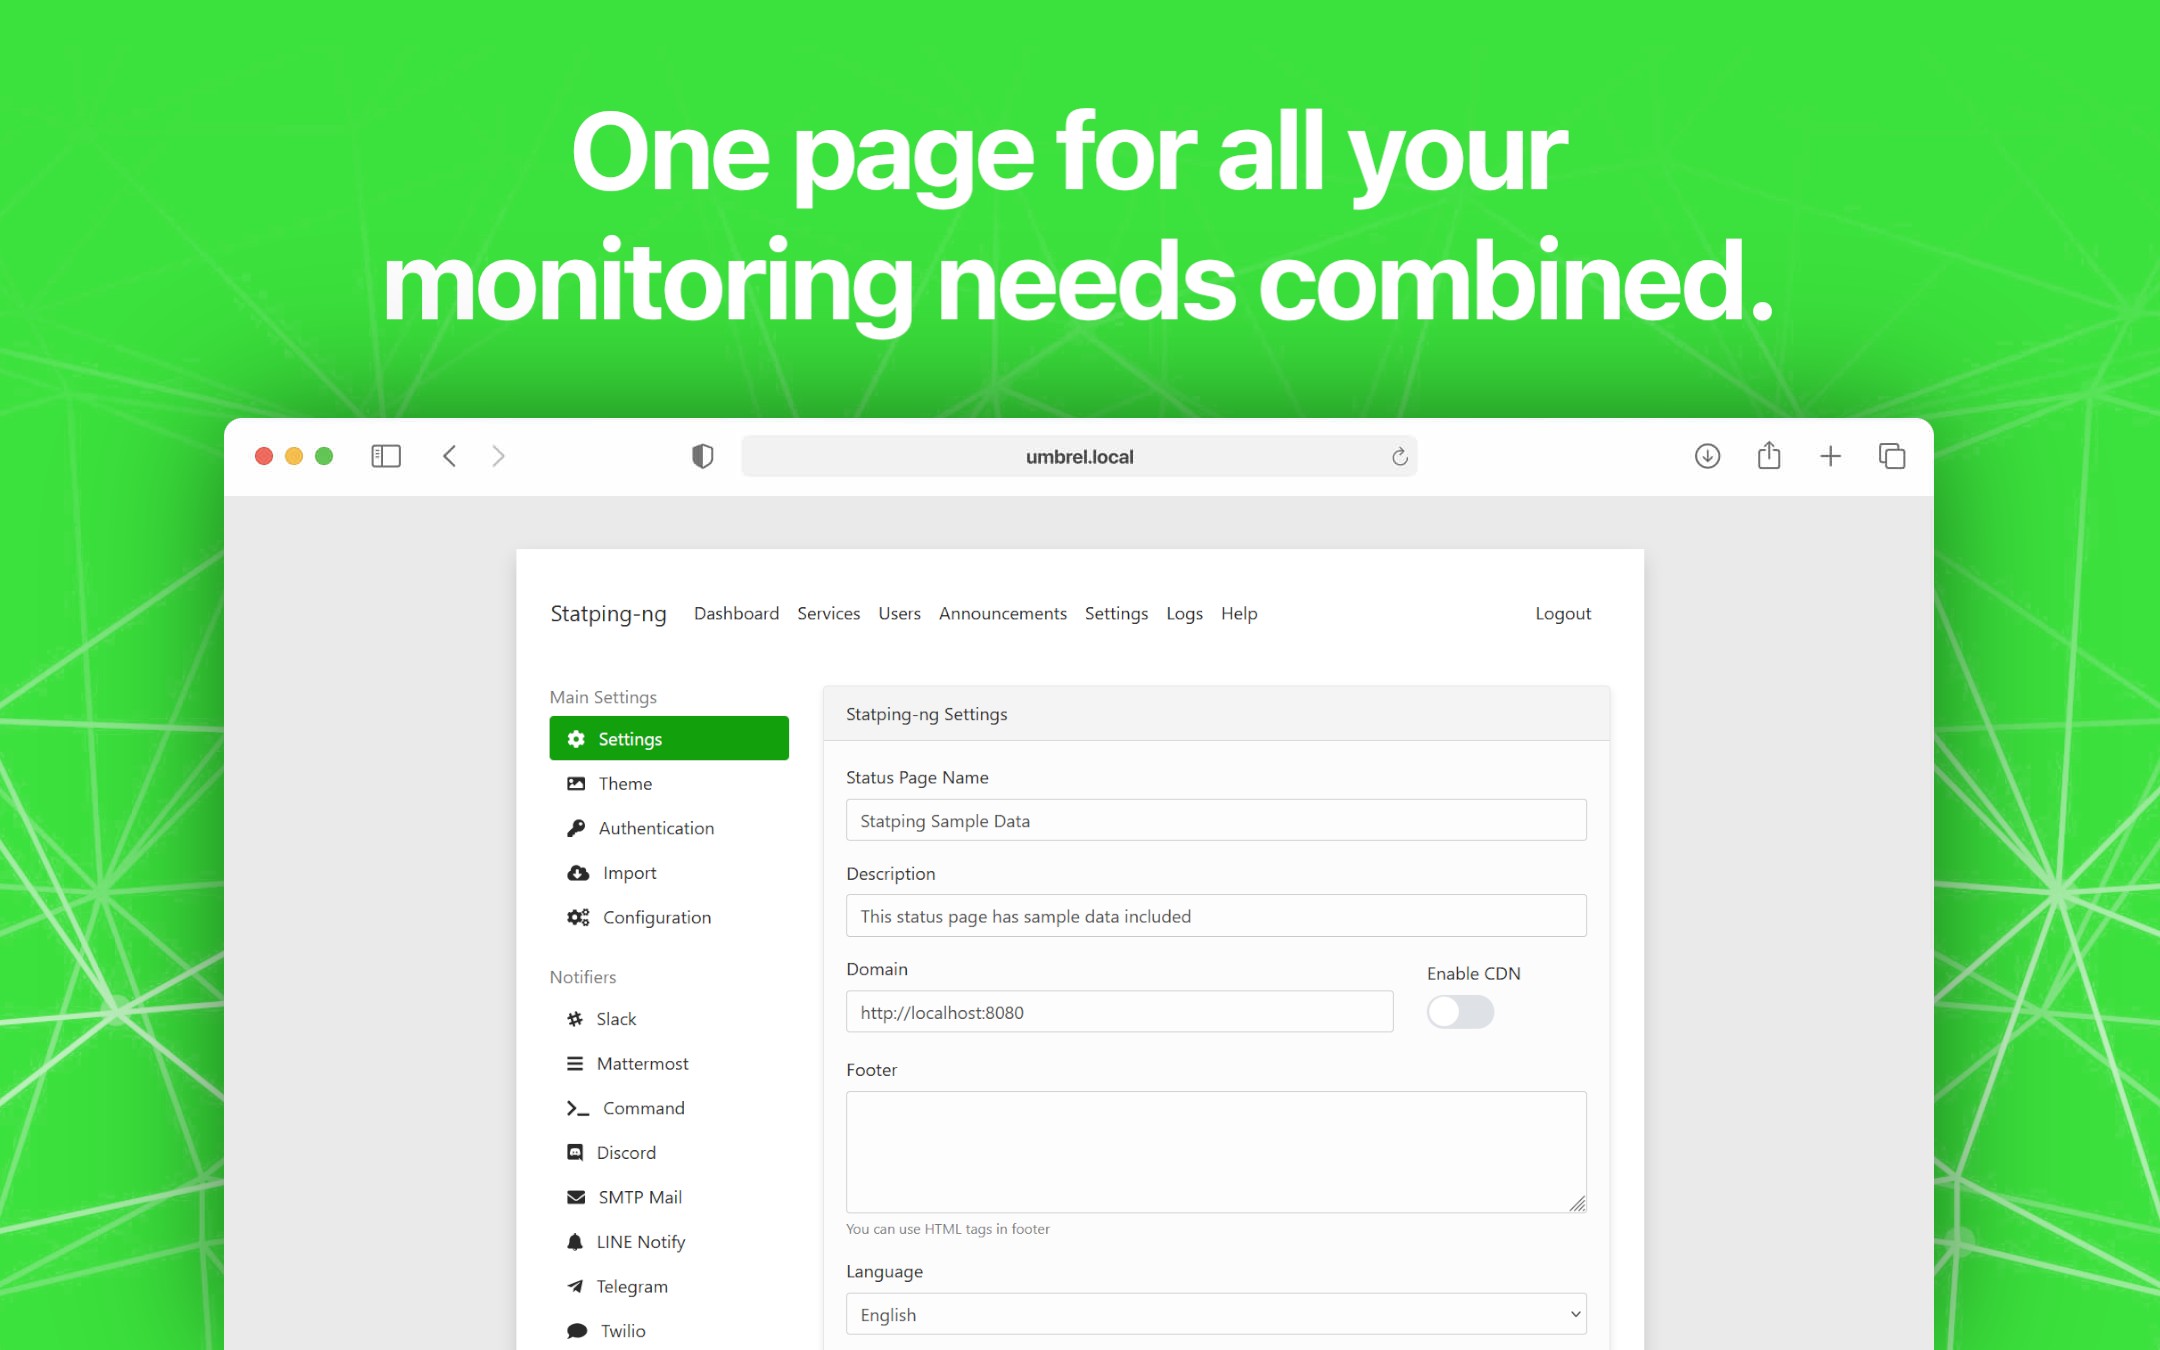 One page for all your
monitoring needs combined.
umbrel.local
Statping-ng Dashboard Services Users Announcements Settings Logs Help Logout
Main Settings
Settings
Theme
Authentication
Import
Configuration
Notifiers
Slack
Mattermost
Command
Discord
SMTP Mail
LINE Notify
Telegram
Twilio
Statping-ng Settings
Status Page Name
Statping Sample Data
Description
This status page has sample data included
Domain
http://localhost:8080
Enable CDN
Footer
You can use HTML tags in footer
Language
English